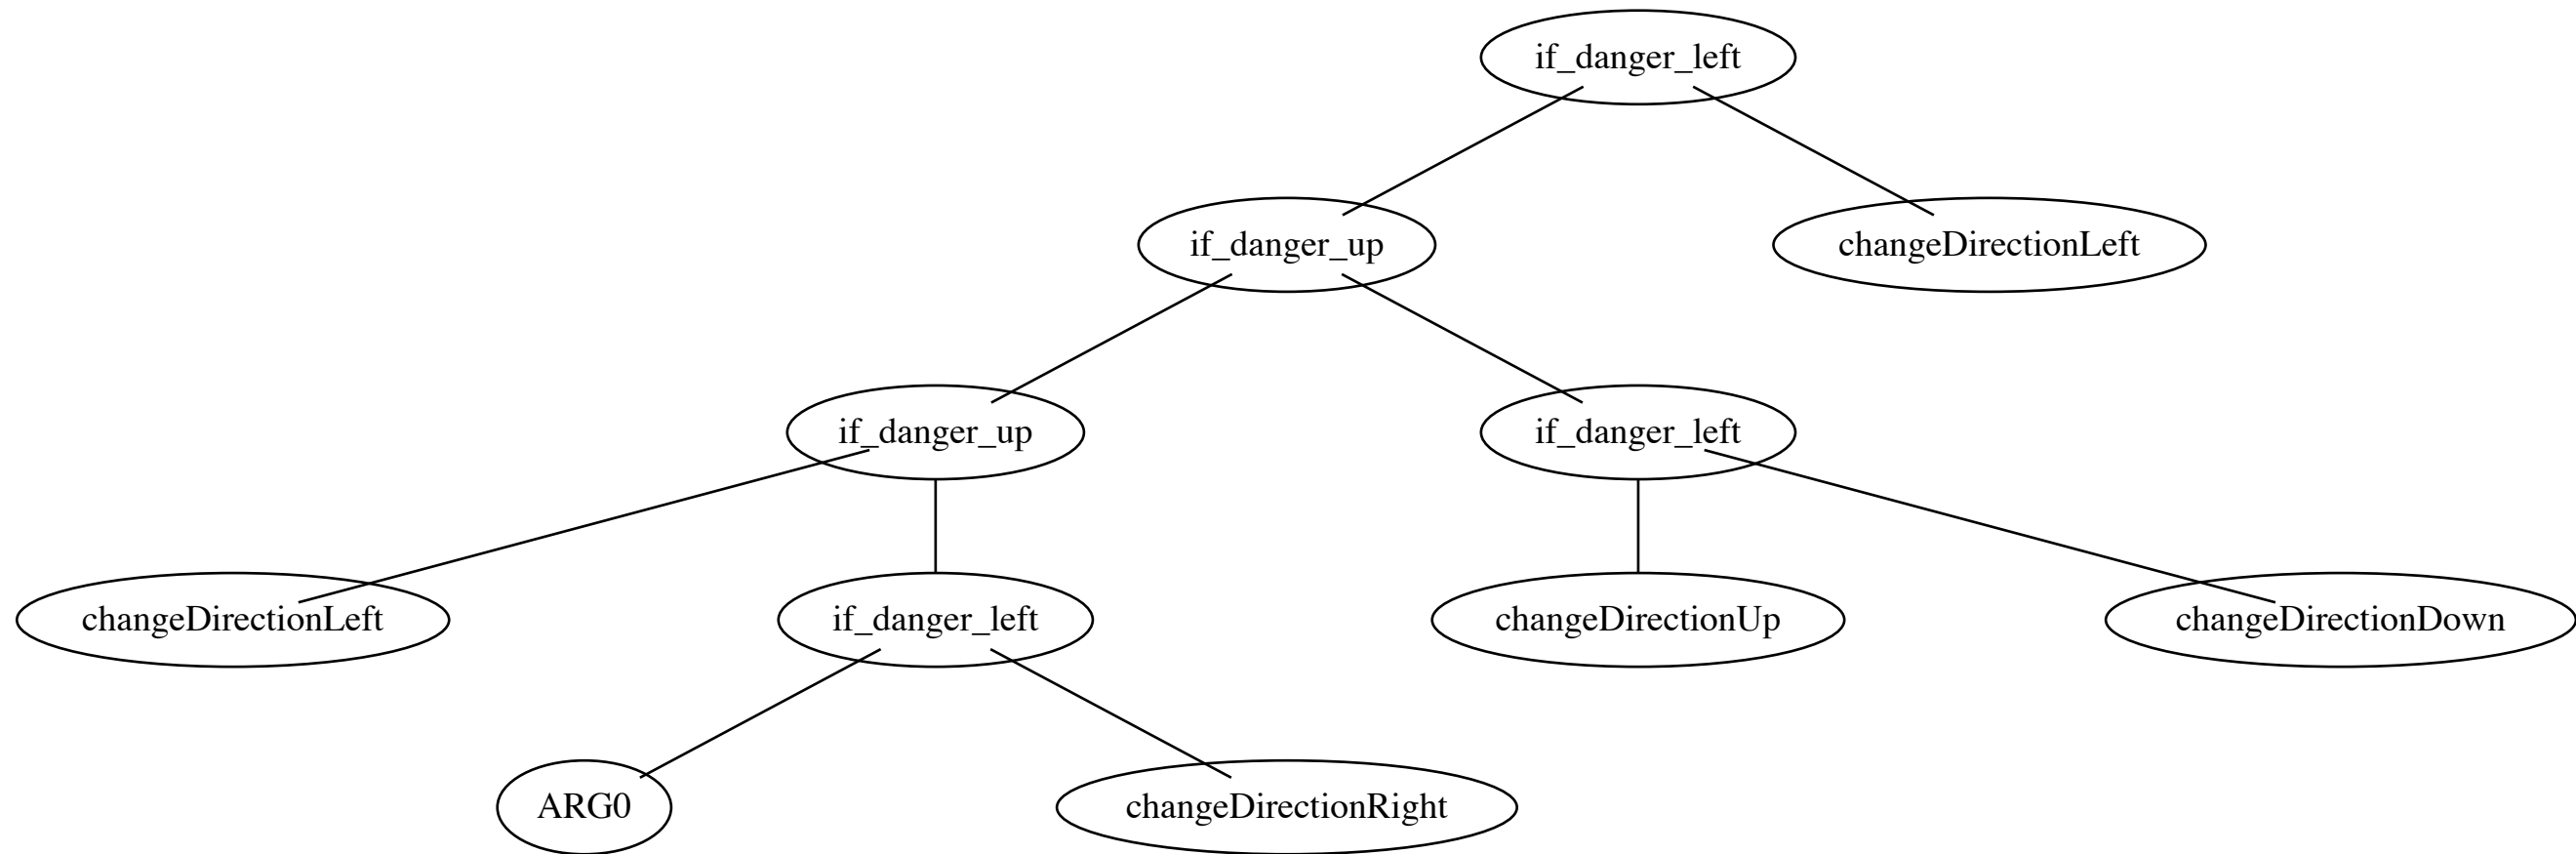 if_danger_left
if_danger_up
changeDirectionLeft
if_danger_up
if_danger_left
changeDirectionLeft
if_danger_left
changeDirectionUp
changeDirectionDown
ARG0
changeDirectionRight